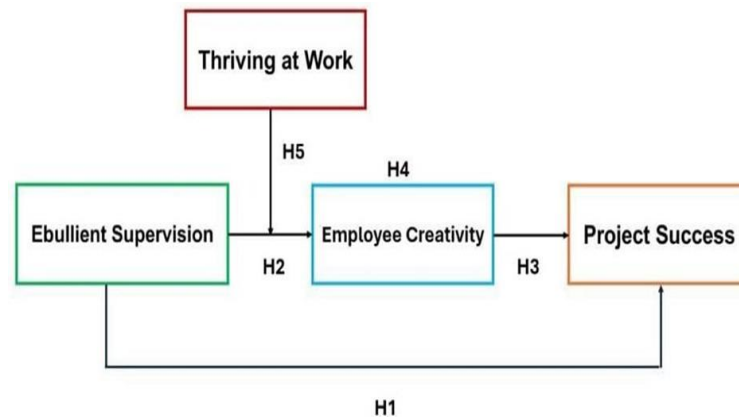 Thriving at Work
H5
H4
Ebullient Supervision
Employee Creativity
Project Success
H2
H3
H1